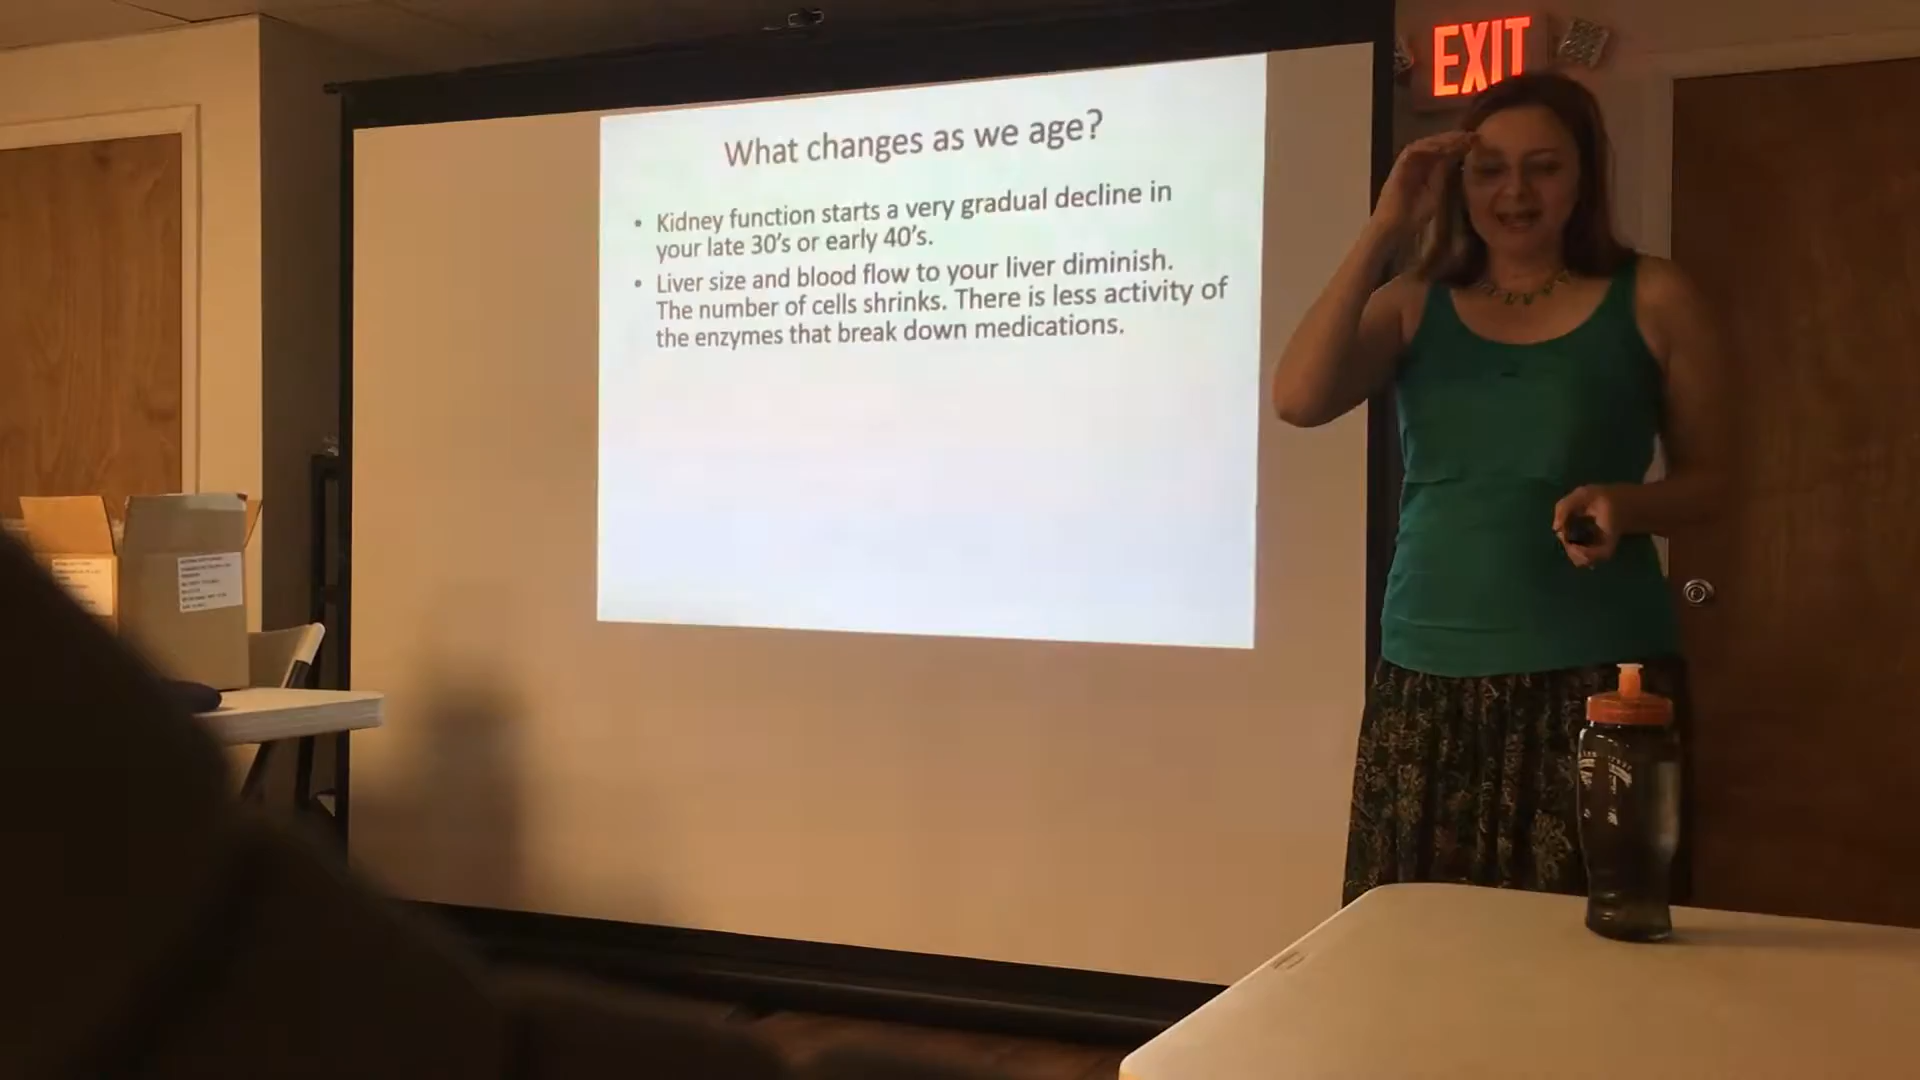 EXIT
What changes as we age?
• Kidney function starts a very gradual decline in
your late 30's or early 40's.
• Liver size and blood flow to your liver diminish.
The number of cells shrinks. There is less activity of
the enzymes that break down medications.